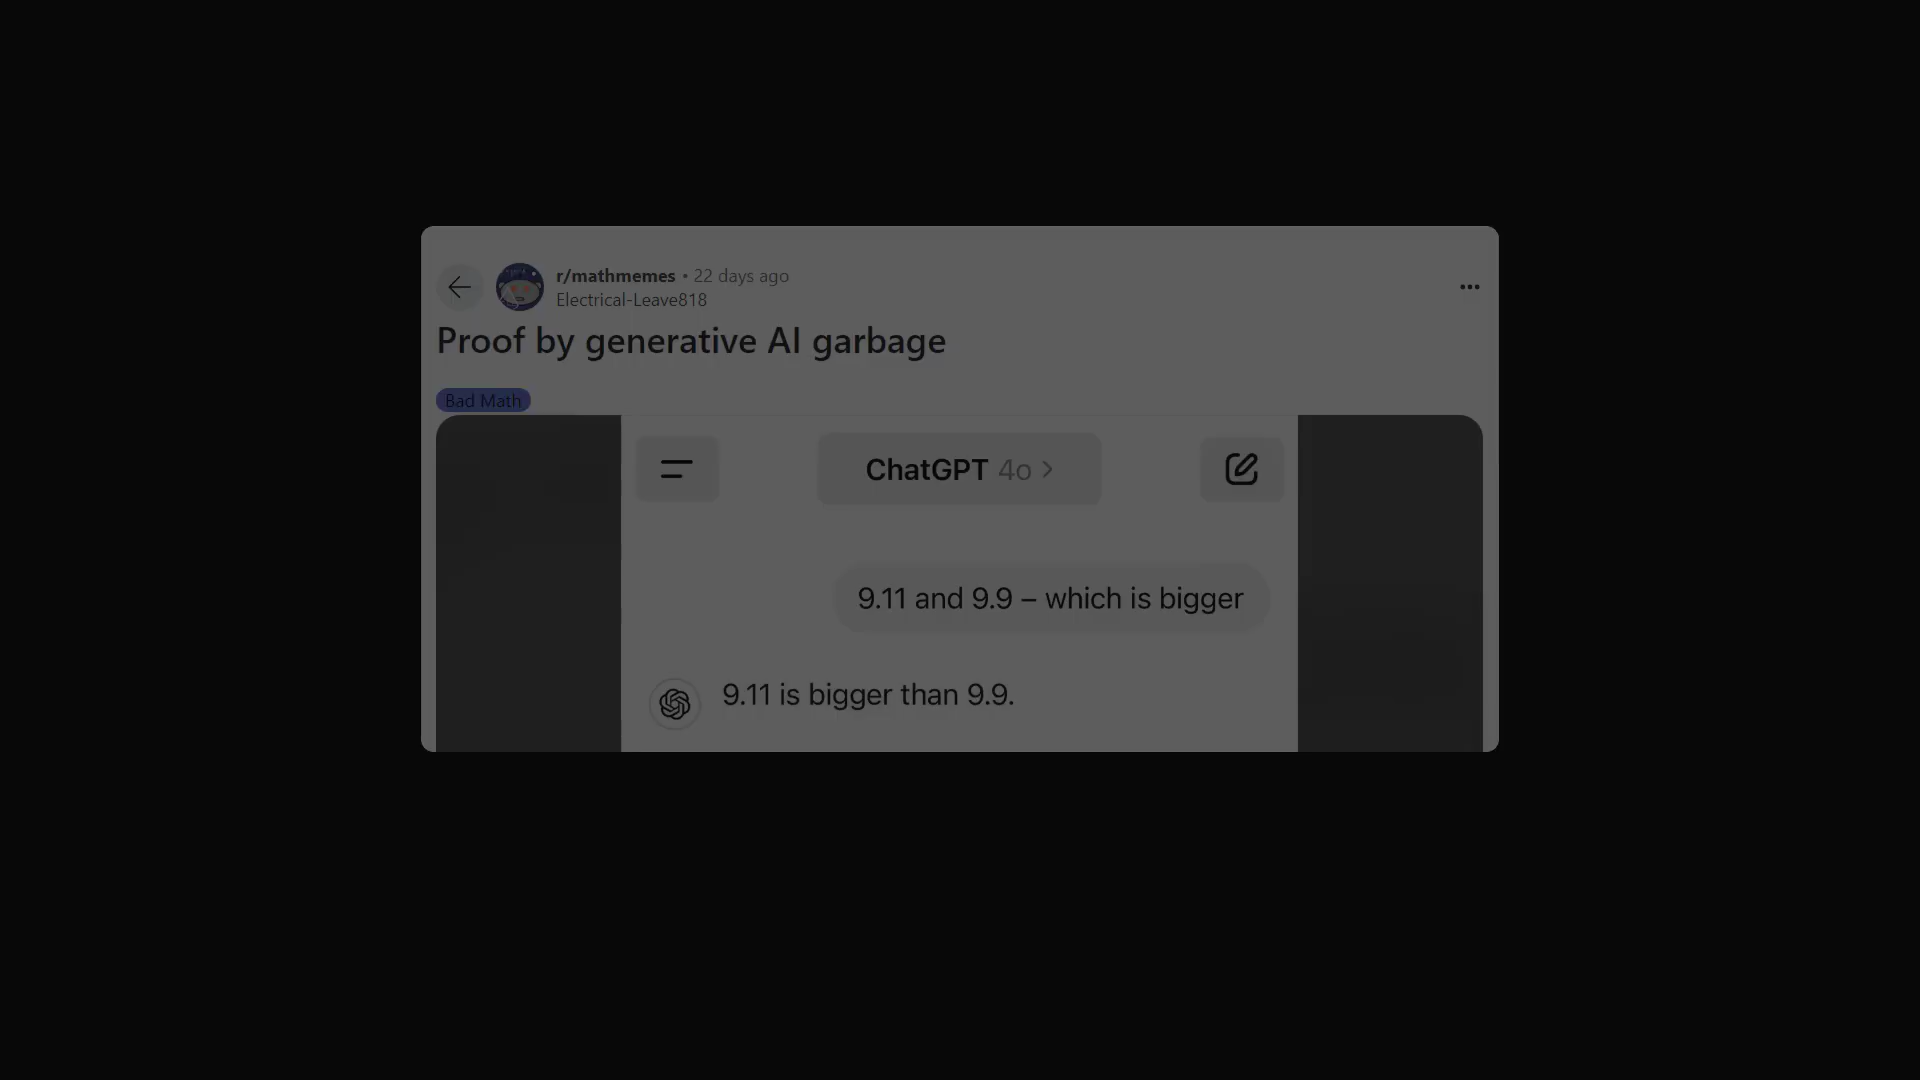 r/mathmemes • 22 days ago
Electrical-Leave818
Proof by generative AI garbage
Bad Math
ChatGPT 4o >
9.11 and 9.9 – which is bigger
9.11 is bigger than 9.9.